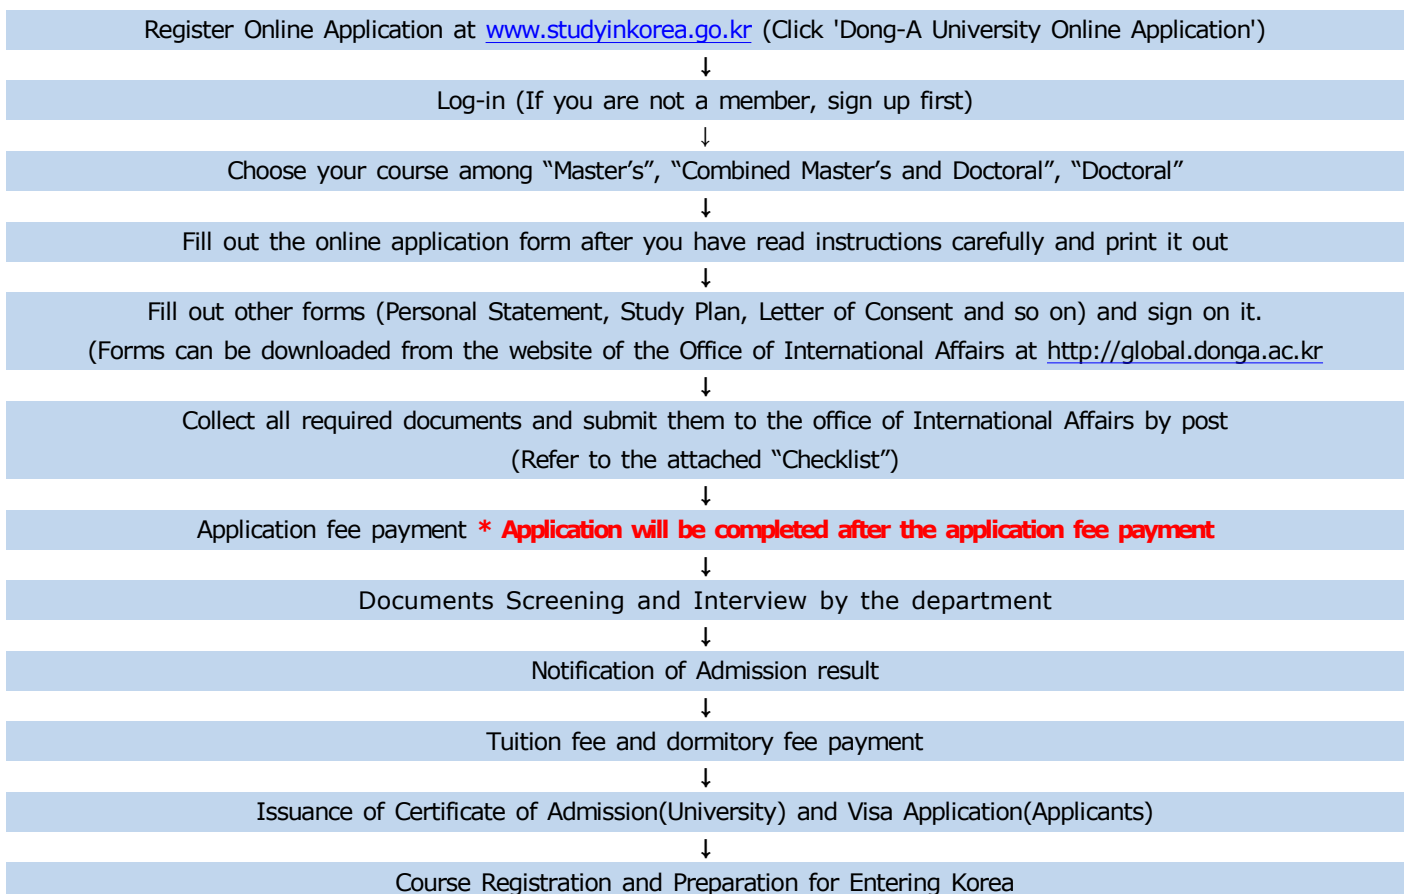 Register Online Application at www.studyinkorea.go.kr (Click 'Dong-A University Online Application')
↓
Log-in (If you are not a member, sign up first)
↓
Choose your course among “Master’s”, “Combined Master’s and Doctoral”, “Doctoral”
↓
Fill out the online application form after you have read instructions carefully and print it out
↓
Fill out other forms (Personal Statement, Study Plan, Letter of Consent and so on) and sign on it.
(Forms can be downloaded from the website of the Office of International Affairs at http://global.donga.ac.kr
↓
Collect all required documents and submit them to the office of International Affairs by post
(Refer to the attached “Checklist”)
↓
Application fee payment * Application will be completed after the application fee payment
↓
Documents Screening and Interview by the department
↓
Notification of Admission result
↓
Tuition fee and dormitory fee payment
↓
Issuance of Certificate of Admission(University) and Visa Application(Applicants)
↓
Course Registration and Preparation for Entering Korea